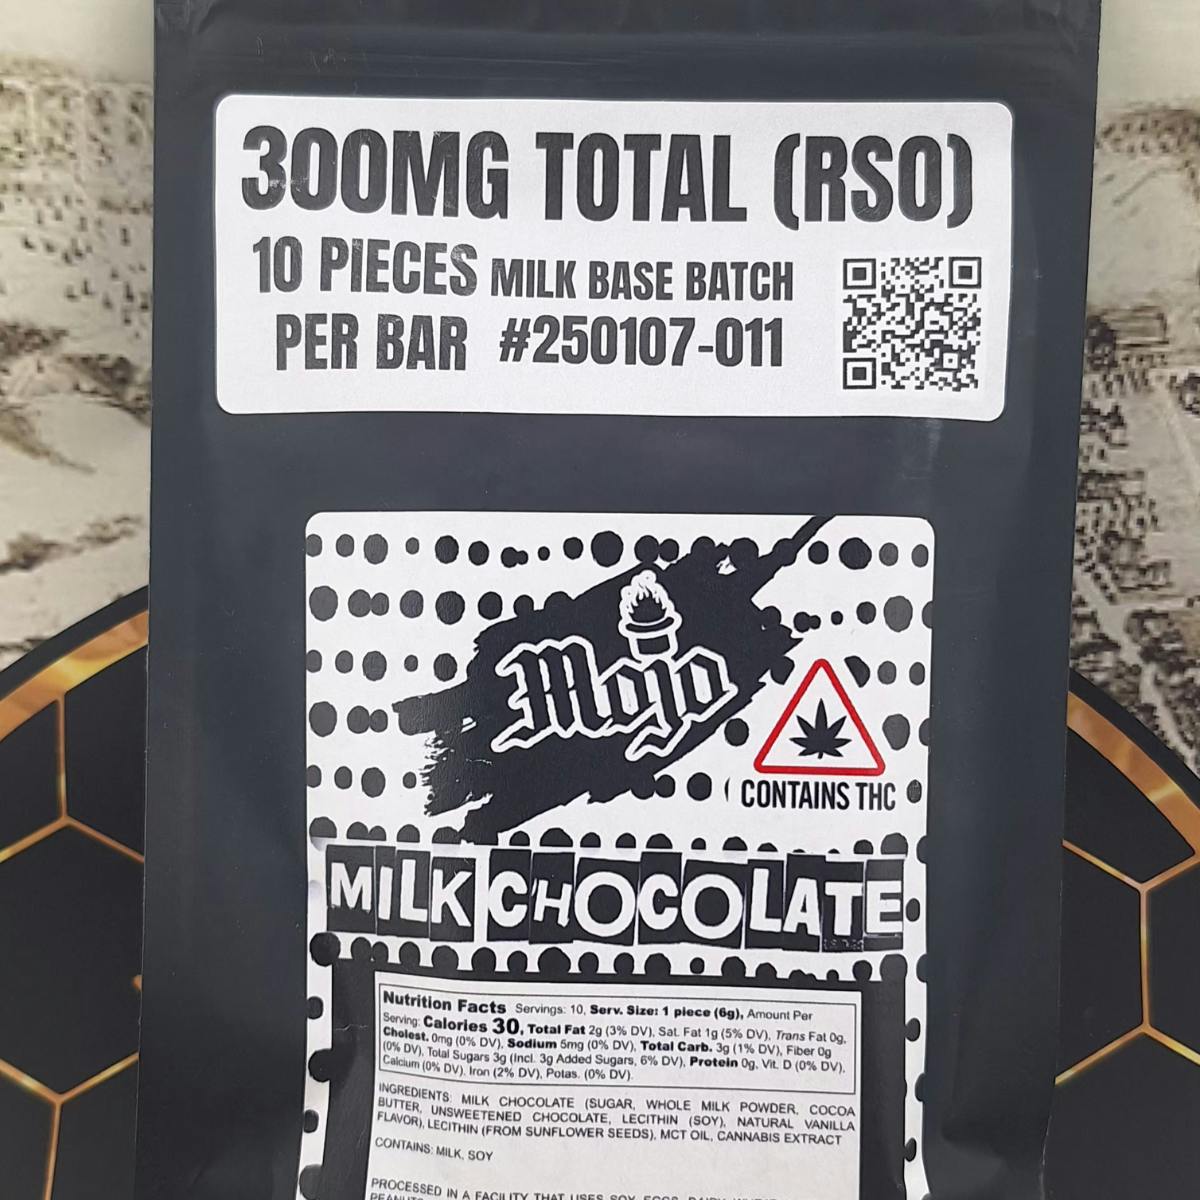 300MG TOTAL (RSO)
10 PIECES
PER BAR
MILK BASE BATCH
#250107-011
Mojo
CONTAINS THC
MILK CHOCOLATE
Nutrition Facts Servings: 10, Serv. Size: 1 piece (6g), Amount Per
Serving: Calories 30, Total Fat 2g (3% DV), Sat. Fat 1g (5% DV), Trans Fat 0g,
Cholest. 0mg (0% DV), Sodium 5mg (0% DV), Total Carb. 3g (1% DV), Fiber 0g
(0% DV), Total Sugars 3g (Incl. 3g Added Sugars, 6% DV), Protein 0g, Vit. D (0% DV),
Calcium (0% DV), Iron (2% DV), Potas. (0% DV).
INGREDIENTS: MILK CHOCOLATE (SUGAR, WHOLE MILK POWDER, COCOA
BUTTER, UNSWEETENED CHOCOLATE, LECITHIN (SOY), NATURAL VANILLA
FLAVOR), LECITHIN (FROM SUNFLOWER SEEDS), MCT OIL, CANNABIS EXTRACT
CONTAINS: MILK, SOY
PROCESSED IN A FACILITY THAT USES SOY, EGGS, DAIRY,